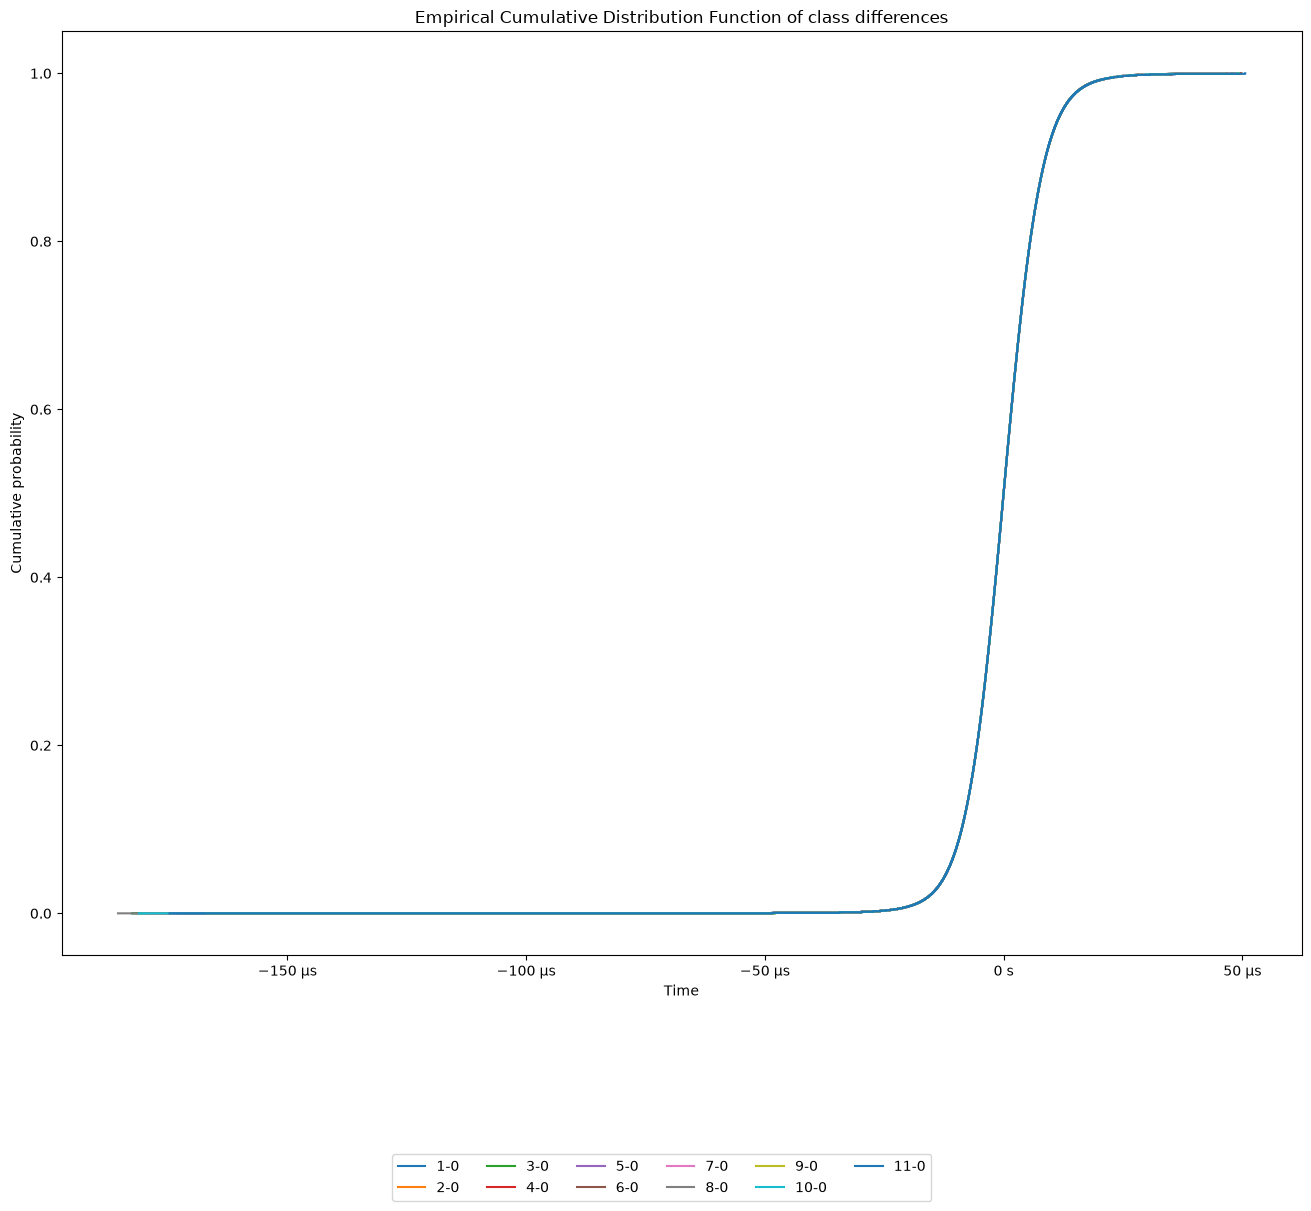 Empirical Cumulative Distribution Function of class differences
1.0
0.8
0.6
0.4
0.2
0.0
Cumulative probability
−150 µs −100 µs −50 µs 0 s 50 µs
Time
1-0 3-0 5-0 7-0 9-0 11-0
2-0 4-0 6-0 8-0 10-0